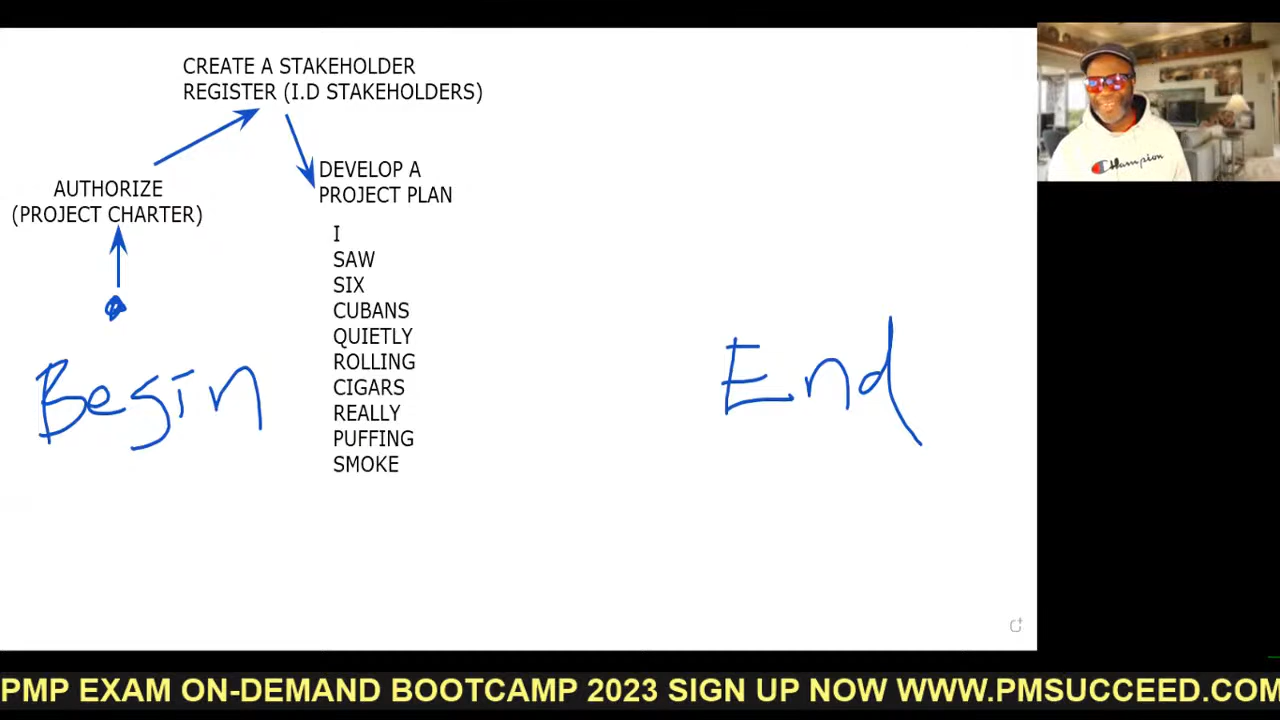 CREATE A STAKEHOLDER
REGISTER (I.D STAKEHOLDERS)
DEVELOP A
PROJECT PLAN
AUTHORIZE
(PROJECT CHARTER)
I
SAW
SIX
CUBANS
QUIETLY
ROLLING
CIGARS
REALLY
PUFFING
SMOKE
Begin
End
Champion
PMP EXAM ON-DEMAND BOOTCAMP 2023 SIGN UP NOW WWW.PMSUCCEED.COM